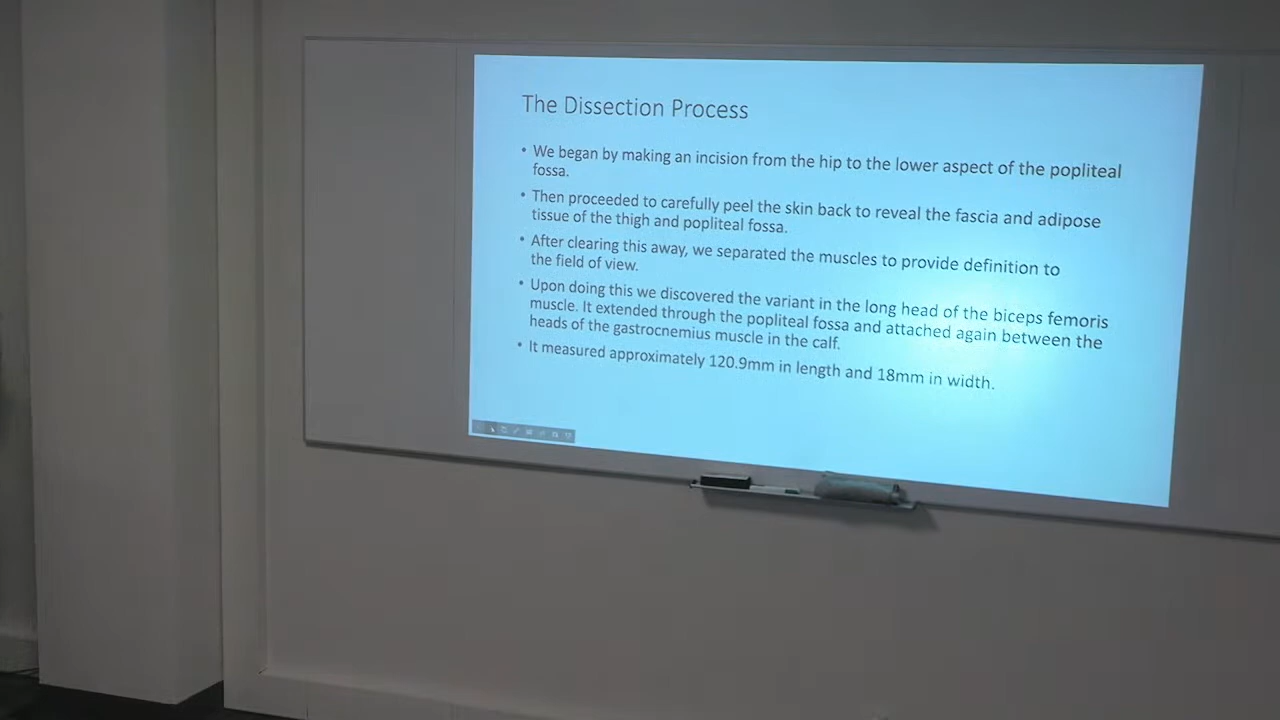 The Dissection Process
• We began by making an incision from the hip to the lower aspect of the popliteal
fossa.
• Then proceeded to carefully peel the skin back to reveal the fascia and adipose
tissue of the thigh and popliteal fossa.
• After clearing this away, we separated the muscles to provide definition to
the field of view.
• Upon doing this we discovered the variant in the long head of the biceps femoris
muscle. It extended through the popliteal fossa and attached again between the
heads of the gastrocnemius muscle in the calf.
• It measured approximately 120.9mm in length and 18mm in width.